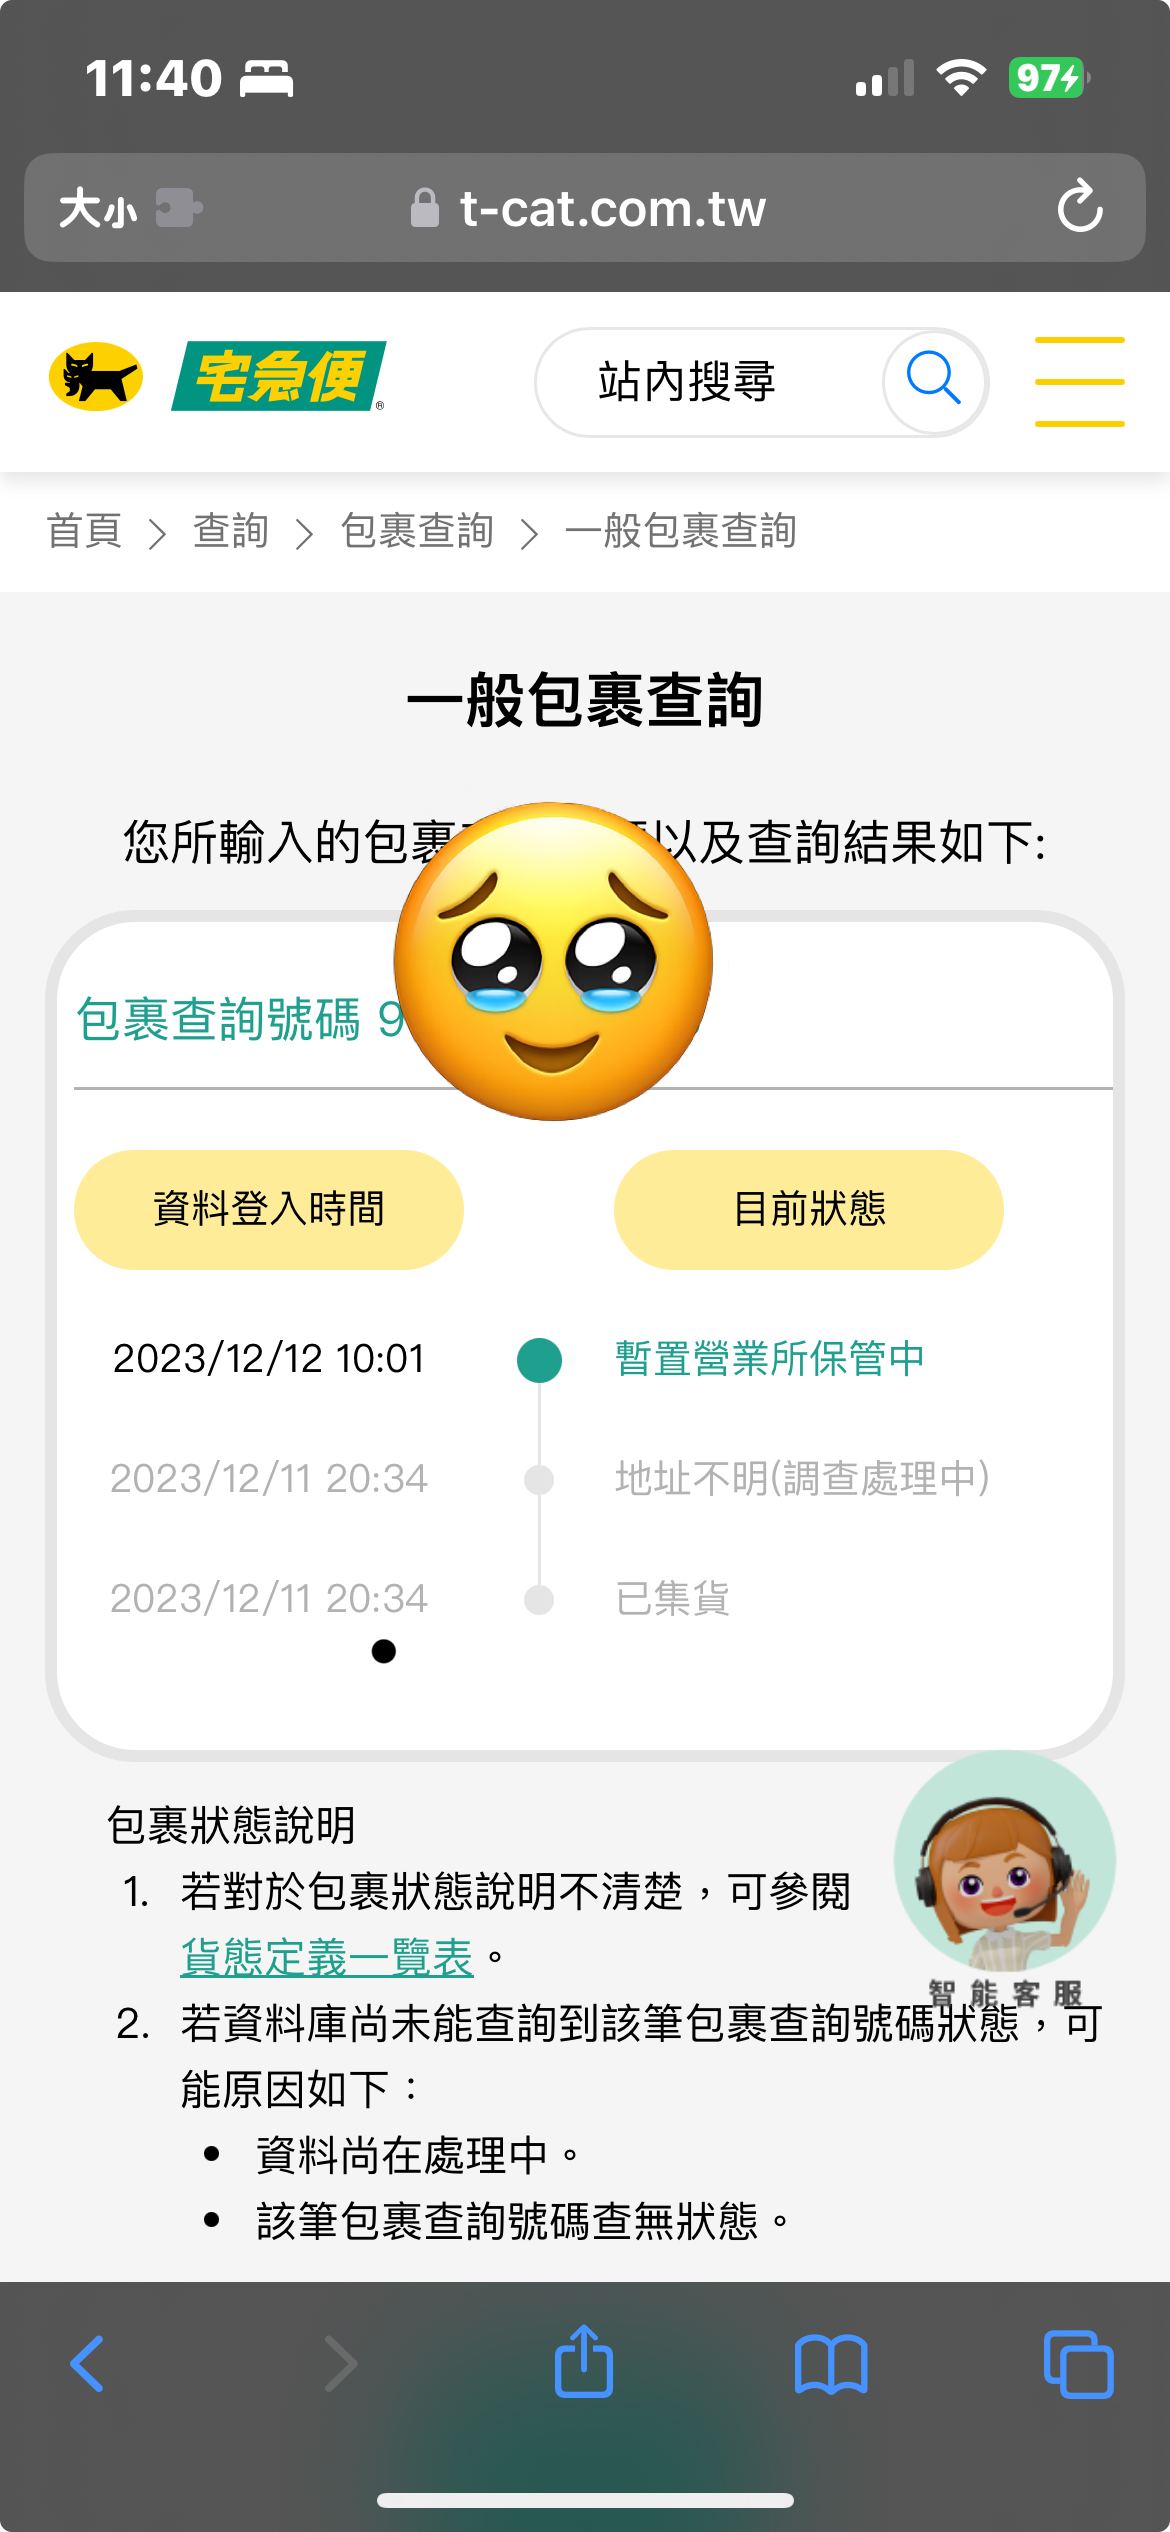 11:40
97
大小
t-cat.com.tw
宅急便®
站內搜尋
首頁 > 查詢 > 包裹查詢 > 一般包裹查詢
一般包裹查詢
您所輸入的包裹 以及查詢結果如下:
包裹查詢號碼 9
資料登入時間 目前狀態
2023/12/12 10:01 暫置營業所保管中
2023/12/11 20:34 地址不明(調查處理中)
2023/12/11 20:34 已集貨
包裹狀態說明
1. 若對於包裹狀態說明不清楚，可參閱
貨態定義一覽表。
智能客服
2. 若資料庫尚未能查詢到該筆包裹查詢號碼狀態，可
能原因如下：
• 資料尚在處理中。
• 該筆包裹查詢號碼查無狀態。